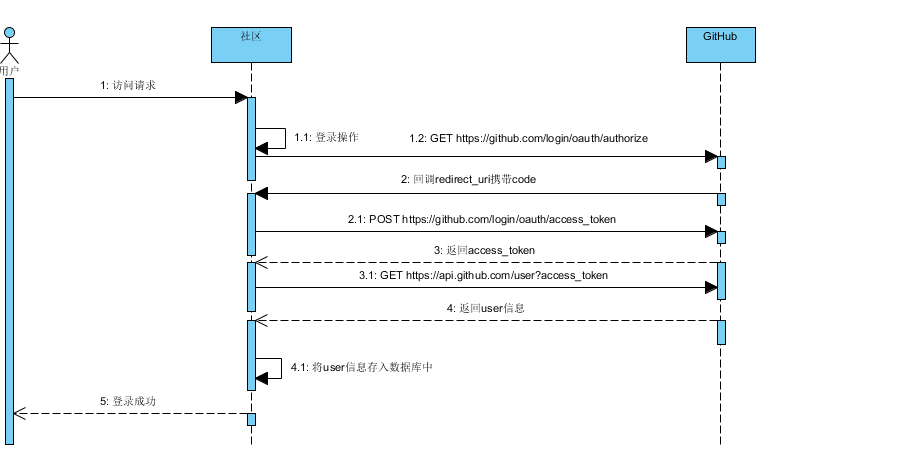 社区
GitHub
用户
1: 访问请求
1.1: 登录操作
1.2: GET https://github.com/login/oauth/authorize
2: 回调redirect_uri携带code
2.1: POST https://github.com/login/oauth/access_token
3: 返回access_token
3.1: GET https://api.github.com/user?access_token
4: 返回user信息
4.1: 将user信息存入数据库中
5: 登录成功